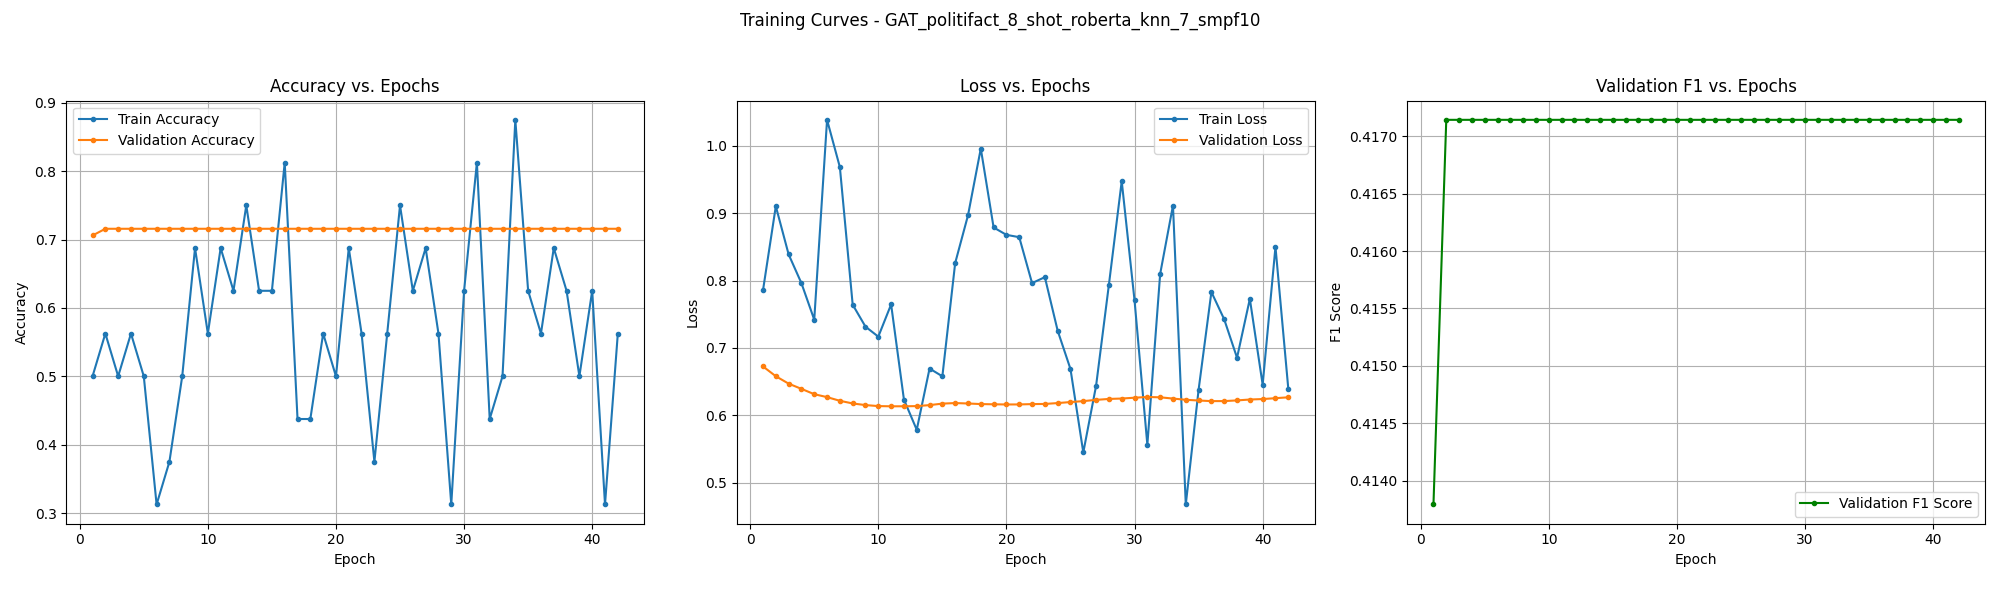 Training Curves - GAT_politifact_8_shot_roberta_knn_7_smpf10
Accuracy vs. Epochs
Train Accuracy
Validation Accuracy
0.9
0.8
0.7
0.6
0.5
0.4
0.3
Accuracy
0 10 20 30 40
Epoch
Loss vs. Epochs
Train Loss
Validation Loss
1.0
0.9
0.8
0.7
0.6
0.5
Loss
0 10 20 30 40
Epoch
Validation F1 vs. Epochs
0.4170
0.4165
0.4160
0.4155
0.4150
0.4145
0.4140
F1 Score
Validation F1 Score
0 10 20 30 40
Epoch